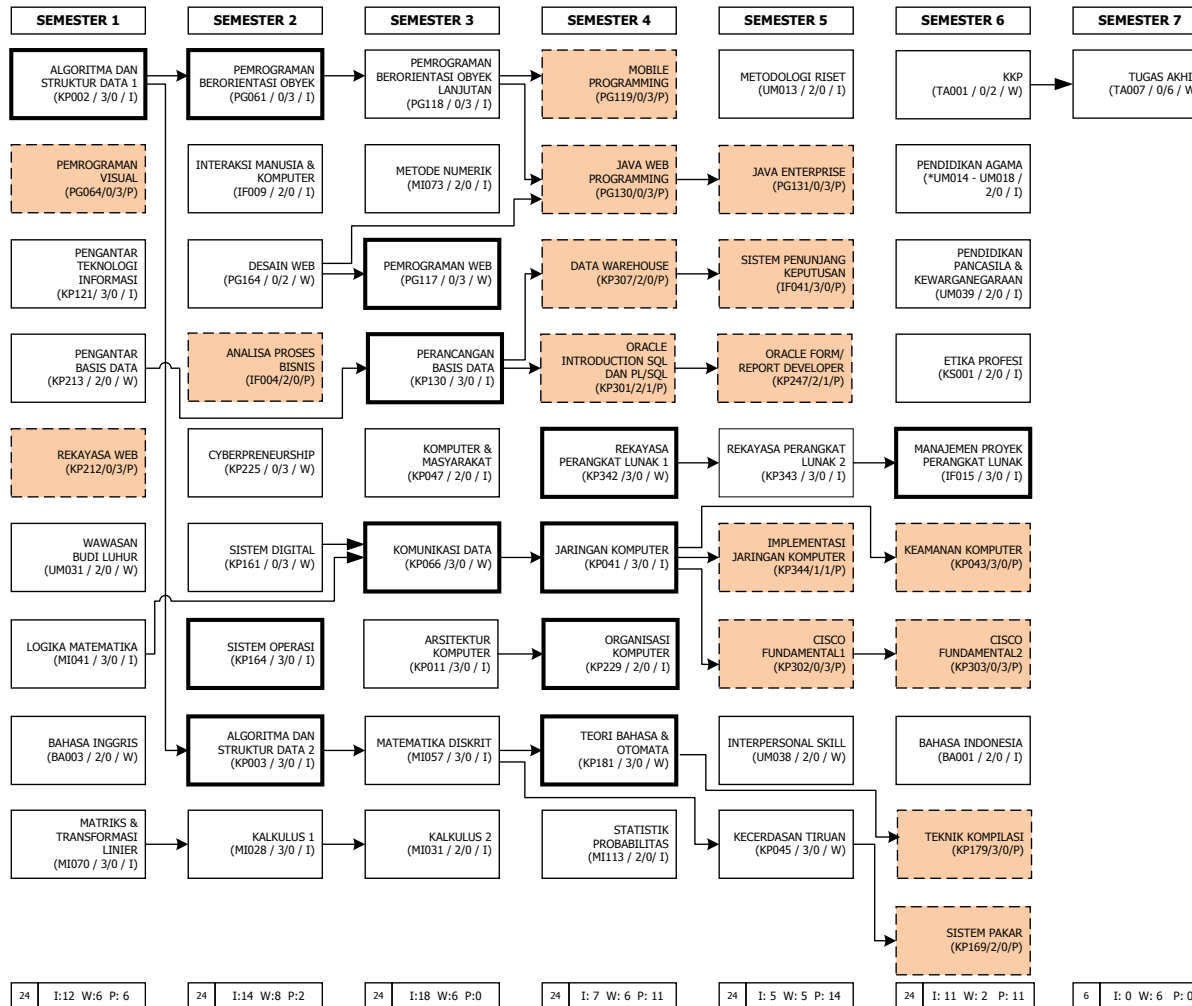 SEMESTER 1
SEMESTER 2
SEMESTER 3
SEMESTER 4
SEMESTER 5
SEMESTER 6
SEMESTER 7
ALGORITMA DAN
STRUKTUR DATA 1
(KP002 / 3/0 / I)
PEMROGRAMAN
BERORIENTASI OBYEK
(PG061 / 0/3 / I)
PEMROGRAMAN
BERORIENTASI OBYEK
LANJUTAN
(PG118 / 0/3 / I)
MOBILE
PROGRAMMING
(PG119/0/3/P)
METODOLOGI RISET
(UM013 / 2/0 / I)
KKP
(TA001 / 0/2 / W)
TUGAS AKHI
(TA007 / 0/6 / W
PEMROGRAMAN
VISUAL
(PG064/0/3/P)
INTERAKSI MANUSIA &
KOMPUTER
(IF009 / 2/0 / I)
METODE NUMERIK
(MI073 / 2/0 / I)
JAVA WEB
PROGRAMMING
(PG130/0/3/P)
JAVA ENTERPRISE
(PG131/0/3/P)
PENDIDIKAN AGAMA
(*UM014 - UM018 /
2/0 / I)
PENGANTAR
TEKNOLOGI
INFORMASI
(KP121/ 3/0 / I)
DESAIN WEB
(PG164 / 0/2 / W)
PEMROGRAMAN WEB
(PG117 / 0/3 / W)
DATA WAREHOUSE
(KP307/2/0/P)
SISTEM PENUNJANG
KEPUTUSAN
(IF041/3/0/P)
PENDIDIKAN
PANCASILA &
KEWARGANEGARAAN
(UM039 / 2/0 / I)
PENGANTAR
BASIS DATA
(KP213 / 2/0 / W)
ANALISA PROSES
BISNIS
(IF004/2/0/P)
PERANCANGAN
BASIS DATA
(KP130 / 3/0 / I)
ORACLE
INTRODUCTION SQL
DAN PL/SQL
(KP301/2/1/P)
ORACLE FORM/
REPORT DEVELOPER
(KP247/2/1/P)
ETIKA PROFESI
(KS001 / 2/0 / I)
REKAYASA WEB
(KP212/0/3/P)
CYBERPRENEURSHIP
(KP225 / 0/3 / W)
KOMPUTER &
MASYARAKAT
(KP047 / 2/0 / I)
REKAYASA
PERANGKAT LUNAK 1
(KP342 /3/0 / W)
REKAYASA PERANGKAT
LUNAK 2
(KP343 / 3/0 / I)
MANAJEMEN PROYEK
PERANGKAT LUNAK
(IF015 / 3/0 / I)
WAWASAN
BUDI LUHUR
(UM031 / 2/0 / W)
SISTEM DIGITAL
(KP161 / 0/3 / W)
KOMUNIKASI DATA
(KP066 /3/0 / W)
JARINGAN KOMPUTER
(KP041 / 3/0 / I)
IMPLEMENTASI
JARINGAN KOMPUTER
(KP344/1/1/P)
KEAMANAN KOMPUTER
(KP043/3/0/P)
LOGIKA MATEMATIKA
(MI041 / 3/0 / I)
SISTEM OPERASI
(KP164 / 3/0 / I)
ARSITEKTUR
KOMPUTER
(KP011 /3/0 / I)
ORGANISASI
KOMPUTER
(KP229 / 2/0 / I)
CISCO
FUNDAMENTAL1
(KP302/0/3/P)
CISCO
FUNDAMENTAL2
(KP303/0/3/P)
BAHASA INGGRIS
(BA003 / 2/0 / W)
ALGORITMA DAN
STRUKTUR DATA 2
(KP003 / 3/0 / I)
MATEMATIKA DISKRIT
(MI057 / 3/0 / I)
TEORI BAHASA &
OTOMATA
(KP181 / 3/0 / W)
INTERPERSONAL SKILL
(UM038 / 2/0 / W)
BAHASA INDONESIA
(BA001 / 2/0 / I)
MATRIKS &
TRANSFORMASI
LINIER
(MI070 / 3/0 / I)
KALKULUS 1
(MI028 / 3/0 / I)
KALKULUS 2
(MI031 / 2/0 / I)
STATISTIK
PROBABILITAS
(MI113 / 2/0/ I)
KECERDASAN TIRUAN
(KP045 / 3/0 / W)
TEKNIK KOMPILASI
(KP179/3/0/P)
SISTEM PAKAR
(KP169/2/0/P)
24 I:12 W:6 P: 6
24 I:14 W:8 P:2
24 I:18 W:6 P:0
24 I: 7 W: 6 P: 11
24 I: 5 W: 5 P: 14
24 I: 11 W: 2 P: 11
6 I: 0 W: 6 P: 0